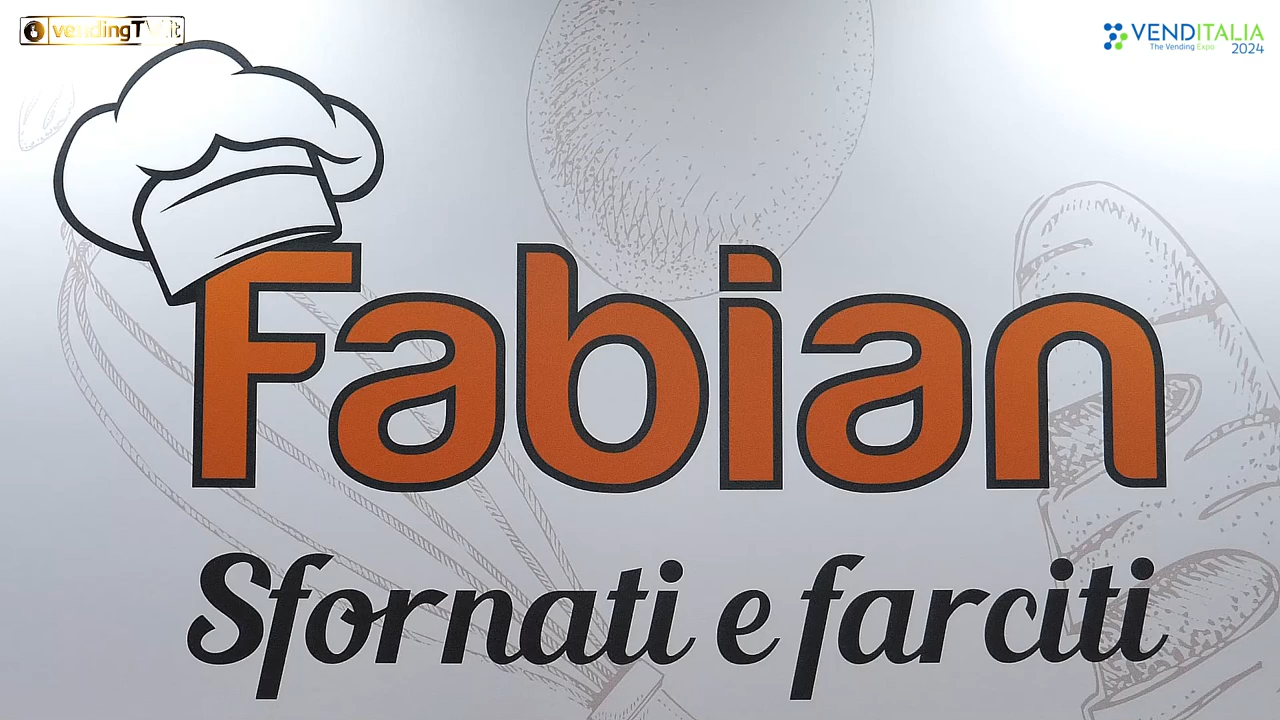 vendingTV.it
VENDITALIA
The Vending Expo
2024
Fabian
Sfornati e farciti